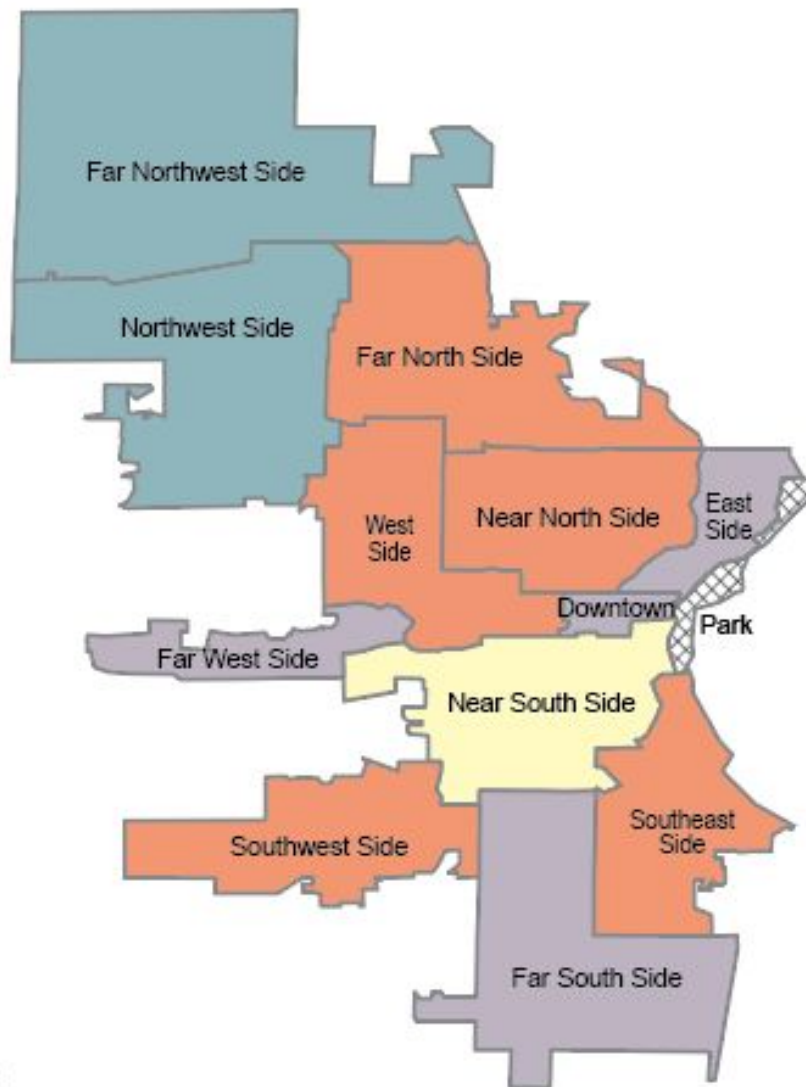 Far Northwest Side
Northwest Side
Far North Side
East
Side
Near North Side
West
Side
Downtown
Park
Far West Side
Near South Side
Southeast
Side
Southwest Side
Far South Side